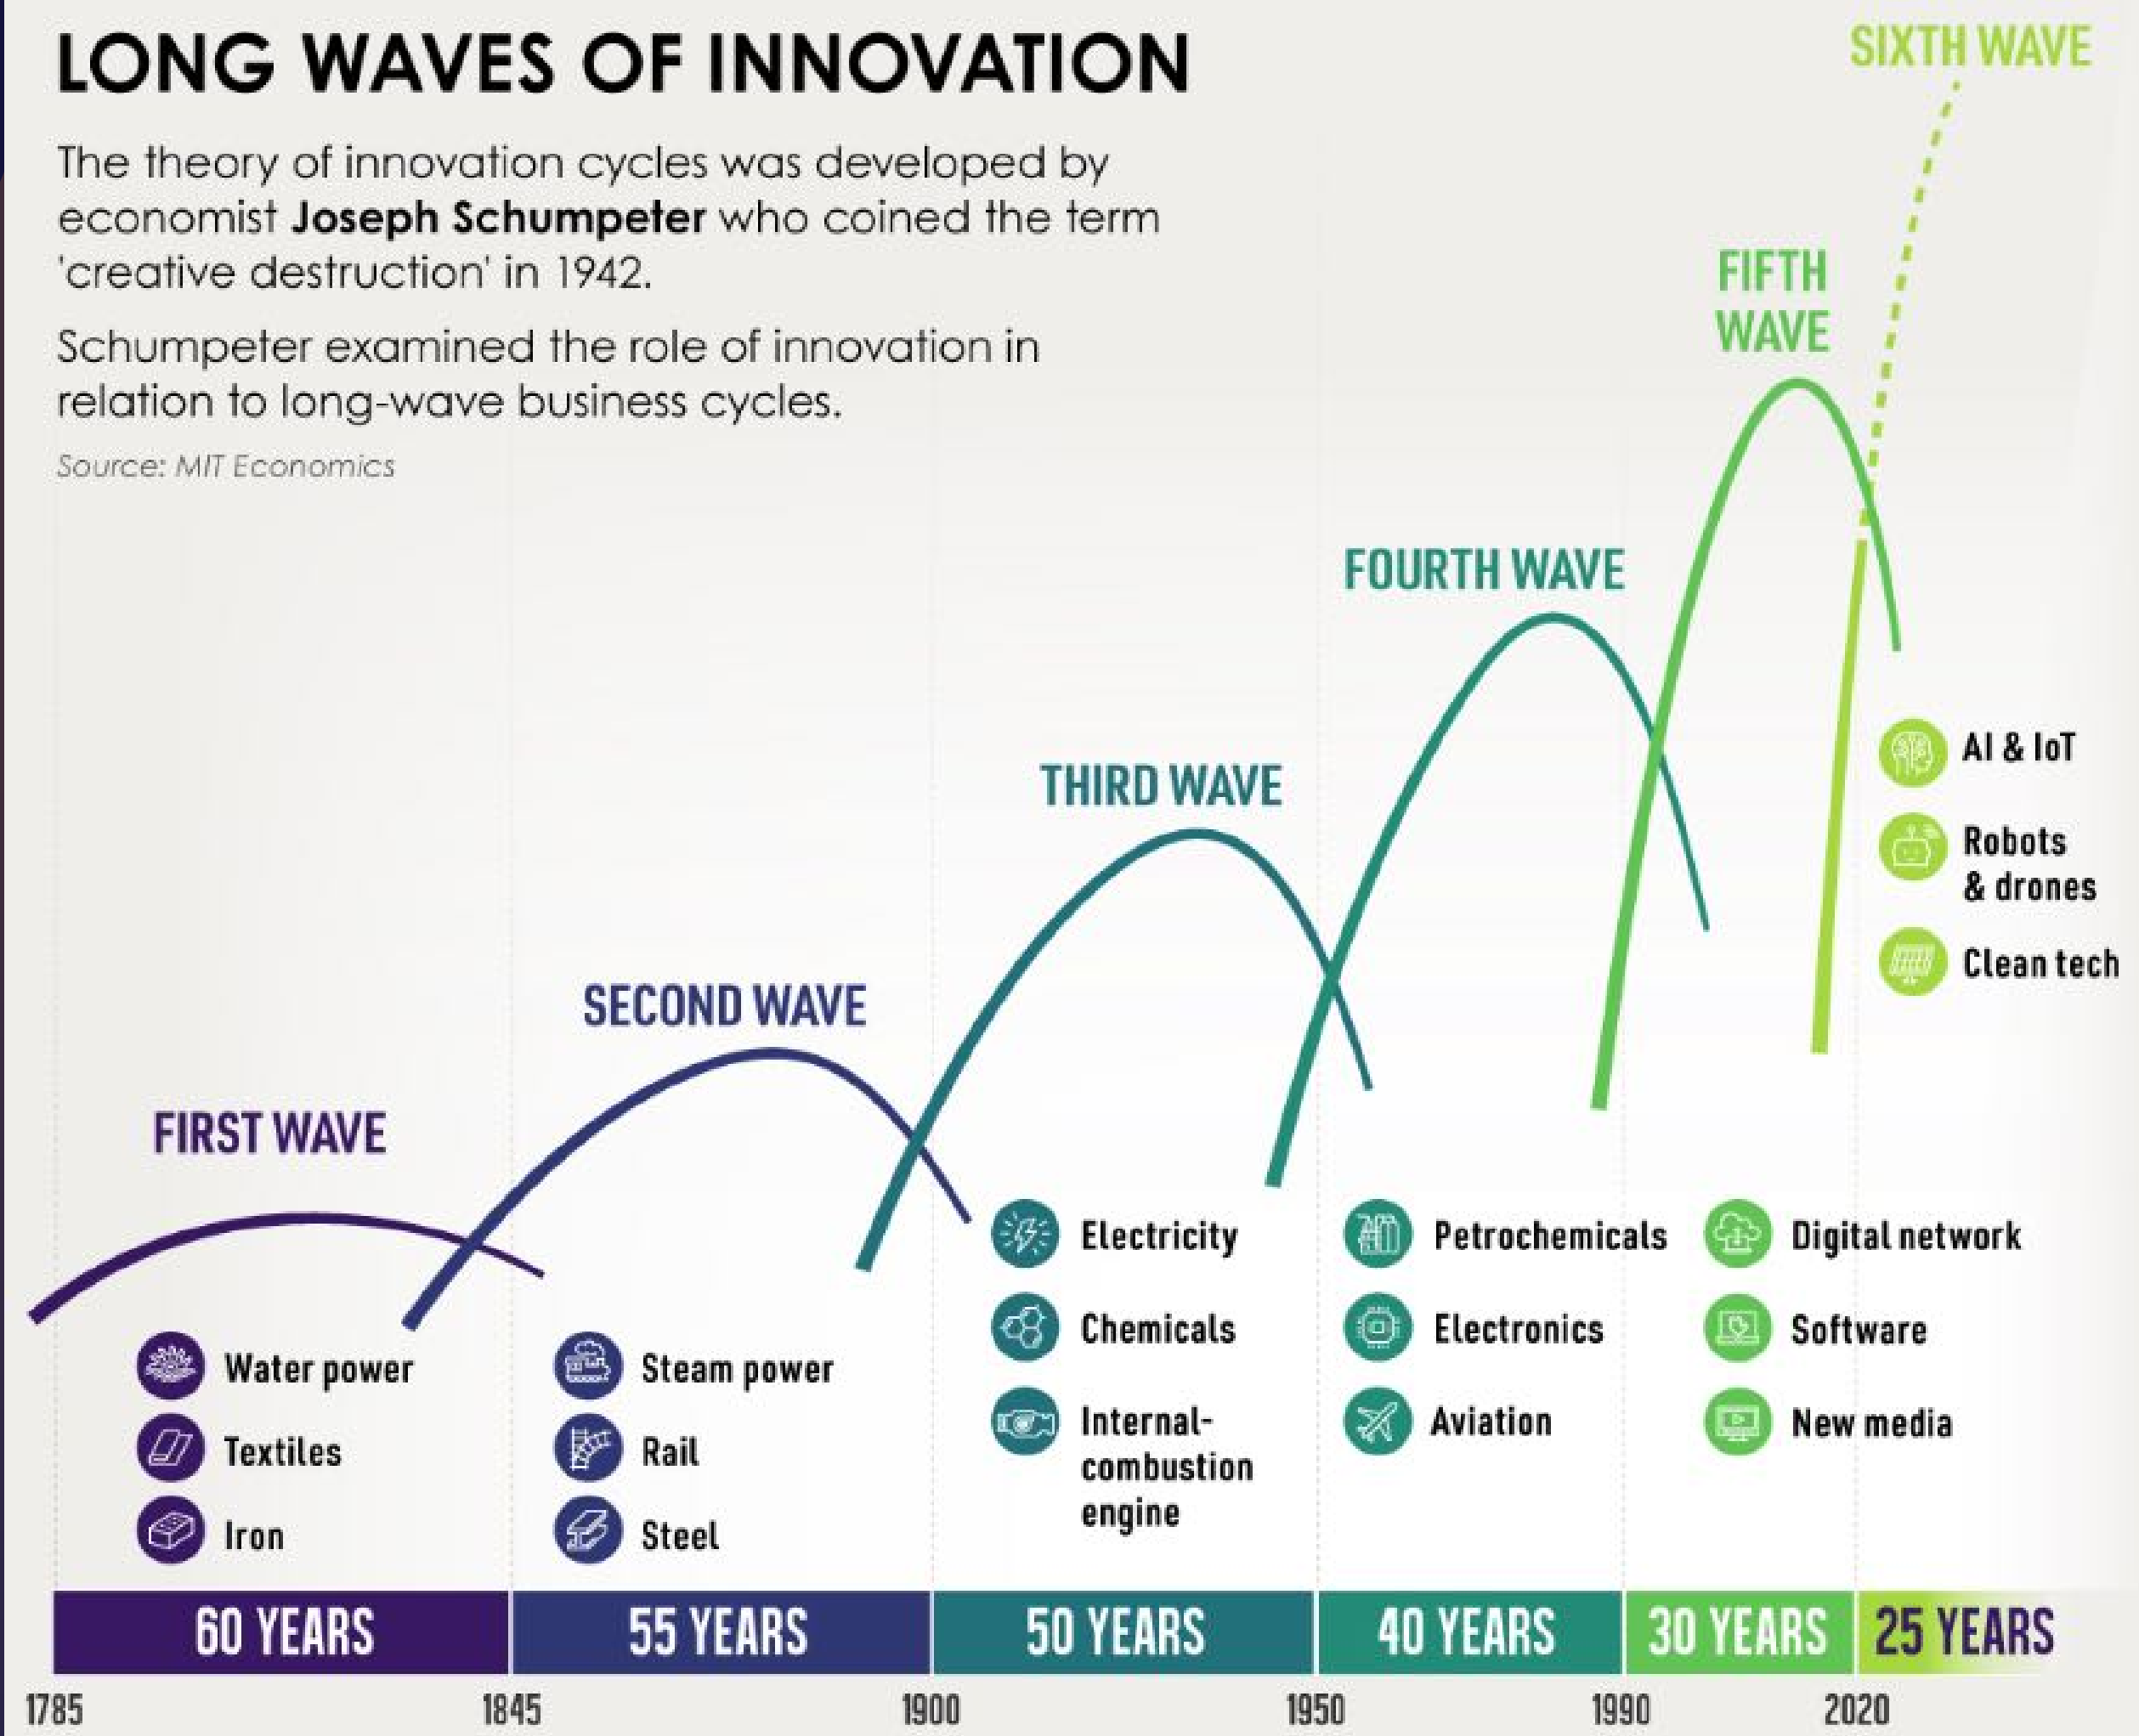 LONG WAVES OF INNOVATION
The theory of innovation cycles was developed by
economist Joseph Schumpeter who coined the term
'creative destruction' in 1942.
Schumpeter examined the role of innovation in
relation to long-wave business cycles.
Source: MIT Economics
FIRST WAVE
Water power
Textiles
Iron
SECOND WAVE
Steam power
Rail
Steel
THIRD WAVE
Electricity
Chemicals
Internal-
combustion
engine
FOURTH WAVE
Petrochemicals
Electronics
Aviation
FIFTH
WAVE
Digital network
Software
New media
SIXTH WAVE
AI & IoT
Robots
& drones
Clean tech
60 YEARS
55 YEARS
50 YEARS
40 YEARS
30 YEARS
25 YEARS
1785
1845
1900
1950
1990
2020